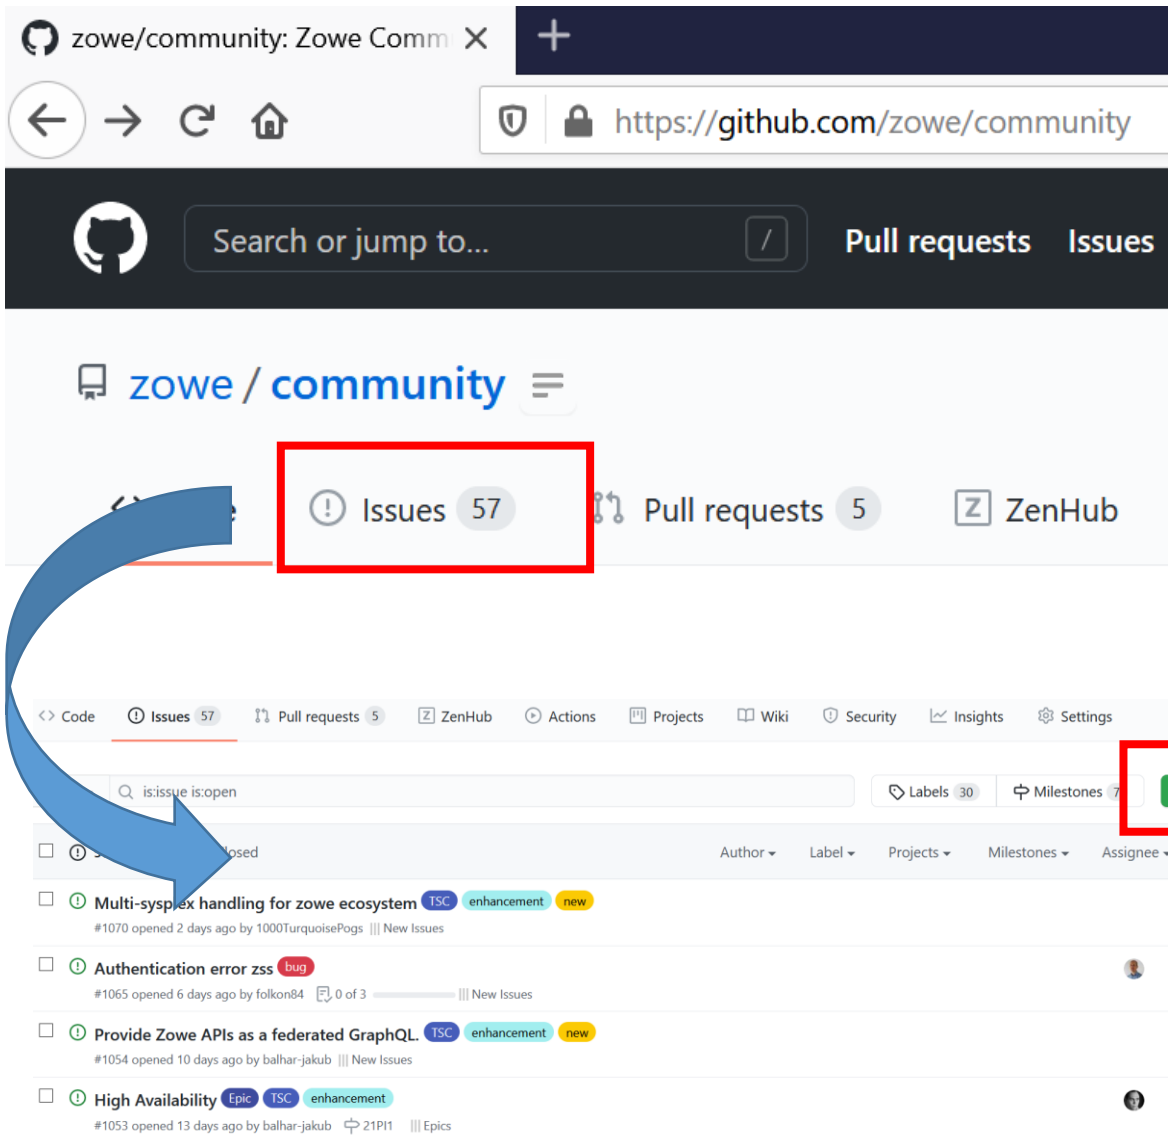 zowe/community: Zowe Comm
https://github.com/zowe/community
Search or jump to... / Pull requests Issues
zowe / community
Issues 57 Pull requests 5 Z ZenHub
Code Issues 57 Pull requests 5 Z ZenHub Actions Projects Wiki Security Insights Settings
is:issue is:open Labels 30 Milestones 7
Author Label Projects Milestones Assignee
Multi-sysplex handling for zowe ecosystem TSC enhancement new
#1070 opened 2 days ago by 1000TurquoisePogs New Issues
Authentication error zss bug
#1065 opened 6 days ago by folkon84 0 of 3 New Issues
Provide Zowe APIs as a federated GraphQL. TSC enhancement new
#1054 opened 10 days ago by balhar-jakub New Issues
High Availability Epic TSC enhancement
#1053 opened 13 days ago by balhar-jakub 21PI1 Epics